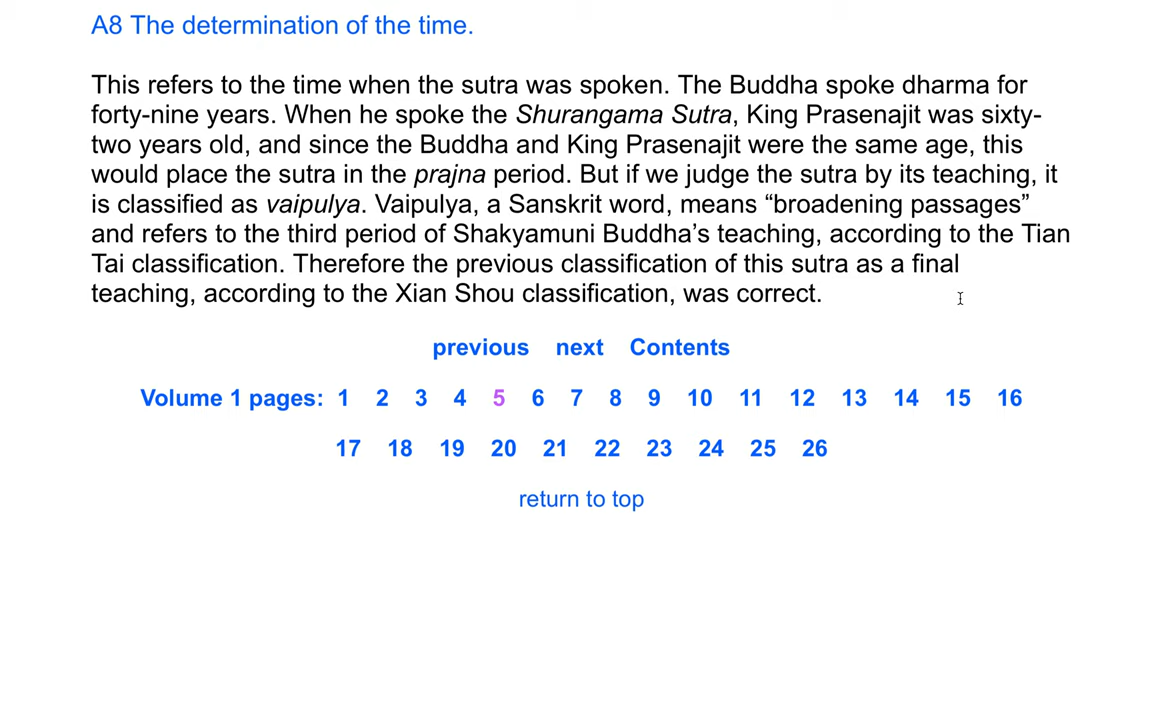 A8 The determination of the time.
This refers to the time when the sutra was spoken. The Buddha spoke dharma for
forty-nine years. When he spoke the Shurangama Sutra, King Prasenajit was sixty-
two years old, and since the Buddha and King Prasenajit were the same age, this
would place the sutra in the prajna period. But if we judge the sutra by its teaching, it
is classified as vaipulya. Vaipulya, a Sanskrit word, means “broadening passages”
and refers to the third period of Shakyamuni Buddha’s teaching, according to the Tian
Tai classification. Therefore the previous classification of this sutra as a final
teaching, according to the Xian Shou classification, was correct.
previous next Contents
Volume 1 pages: 1 2 3 4 5 6 7 8 9 10 11 12 13 14 15 16
17 18 19 20 21 22 23 24 25 26
return to top